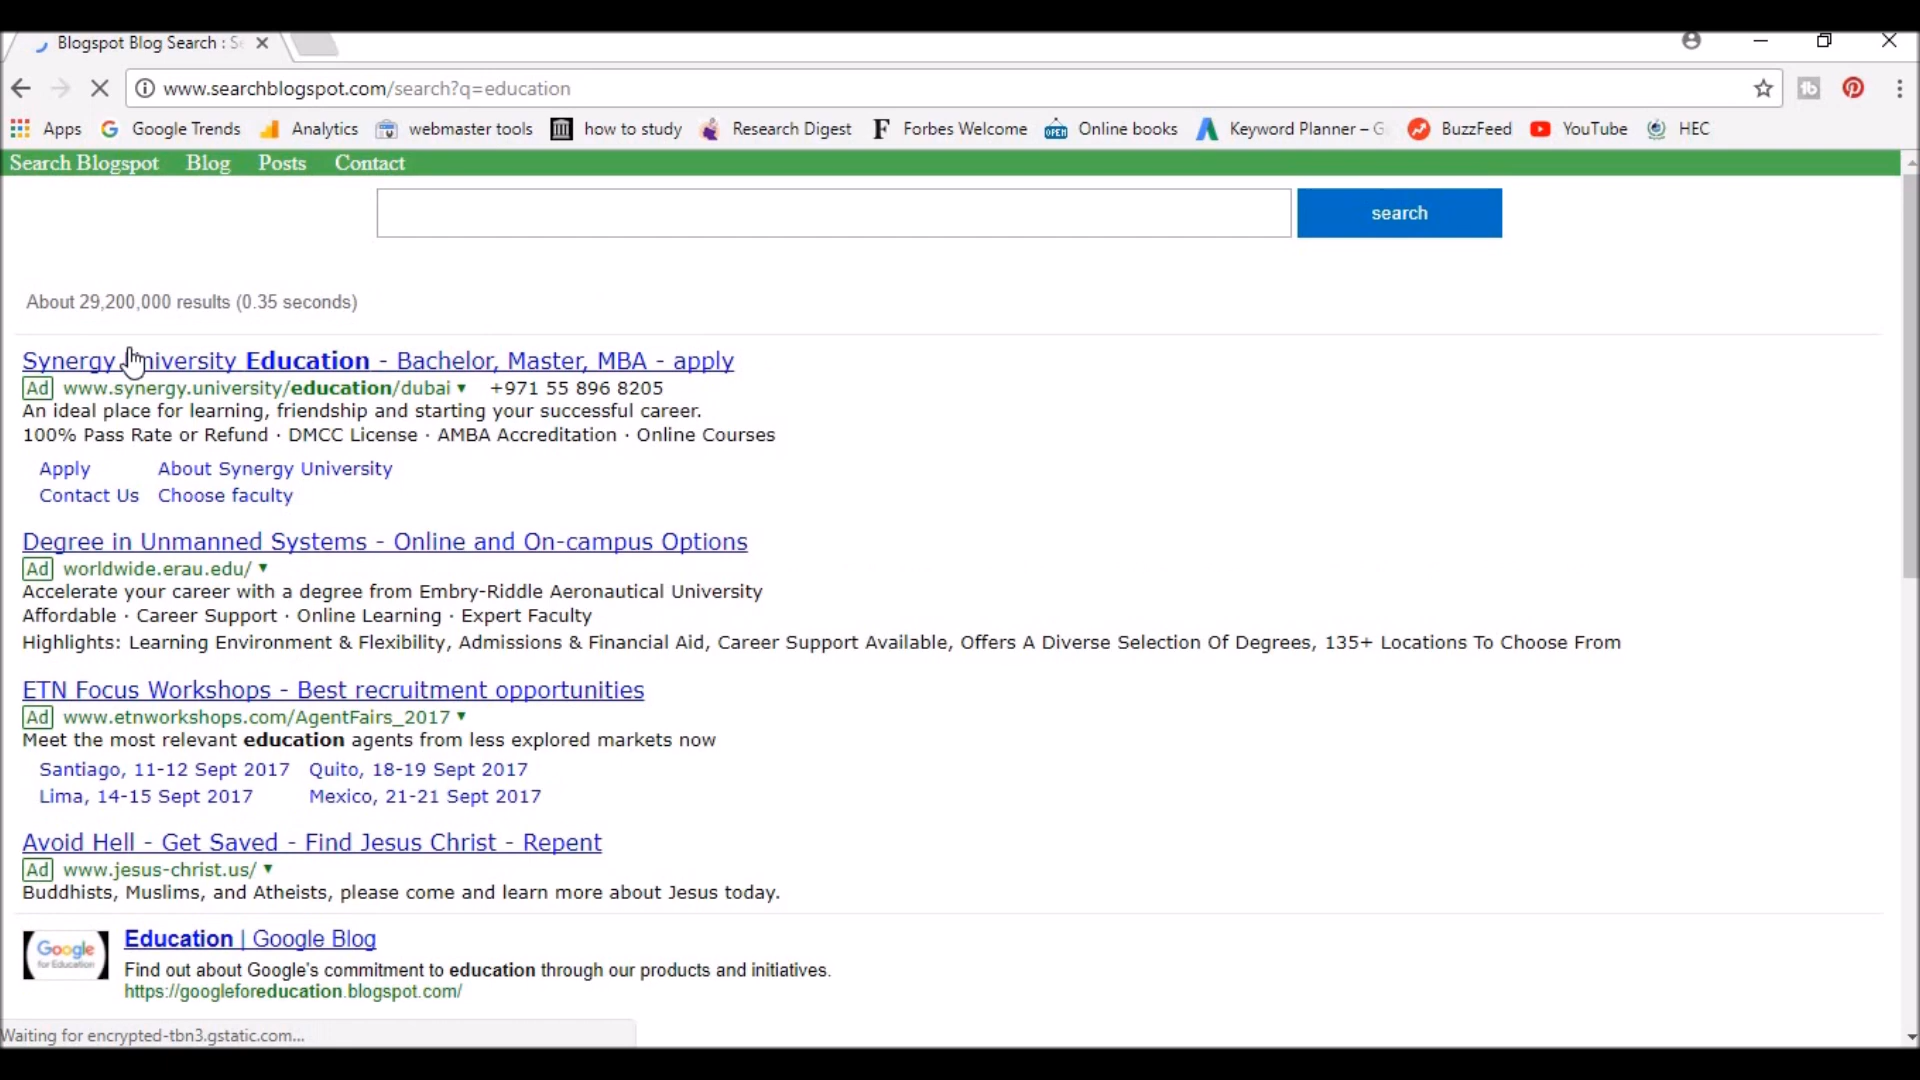 Blogspot Blog Search : S
www.searchblogspot.com/search?q=education
Apps Google Trends Analytics webmaster tools how to study Research Digest Forbes Welcome Online books Keyword Planner – G BuzzFeed YouTube HEC
Search Blogspot Blog Posts Contact
search
About 29,200,000 results (0.35 seconds)
Synergy University Education - Bachelor, Master, MBA - apply
Ad www.synergy.university/education/dubai +971 55 896 8205
An ideal place for learning, friendship and starting your successful career.
100% Pass Rate or Refund · DMCC License · AMBA Accreditation · Online Courses
Apply About Synergy University
Contact Us Choose faculty
Degree in Unmanned Systems - Online and On-campus Options
Ad worldwide.erau.edu/
Accelerate your career with a degree from Embry-Riddle Aeronautical University
Affordable · Career Support · Online Learning · Expert Faculty
Highlights: Learning Environment & Flexibility, Admissions & Financial Aid, Career Support Available, Offers A Diverse Selection Of Degrees, 135+ Locations To Choose From
ETN Focus Workshops - Best recruitment opportunities
Ad www.etnworkshops.com/AgentFairs_2017
Meet the most relevant education agents from less explored markets now
Santiago, 11-12 Sept 2017 Quito, 18-19 Sept 2017
Lima, 14-15 Sept 2017 Mexico, 21-21 Sept 2017
Avoid Hell - Get Saved - Find Jesus Christ - Repent
Ad www.jesus-christ.us/
Buddhists, Muslims, and Atheists, please come and learn more about Jesus today.
Google
for Education
Education | Google Blog
Find out about Google's commitment to education through our products and initiatives.
https://googleforeducation.blogspot.com/
Waiting for encrypted-tbn3.gstatic.com...